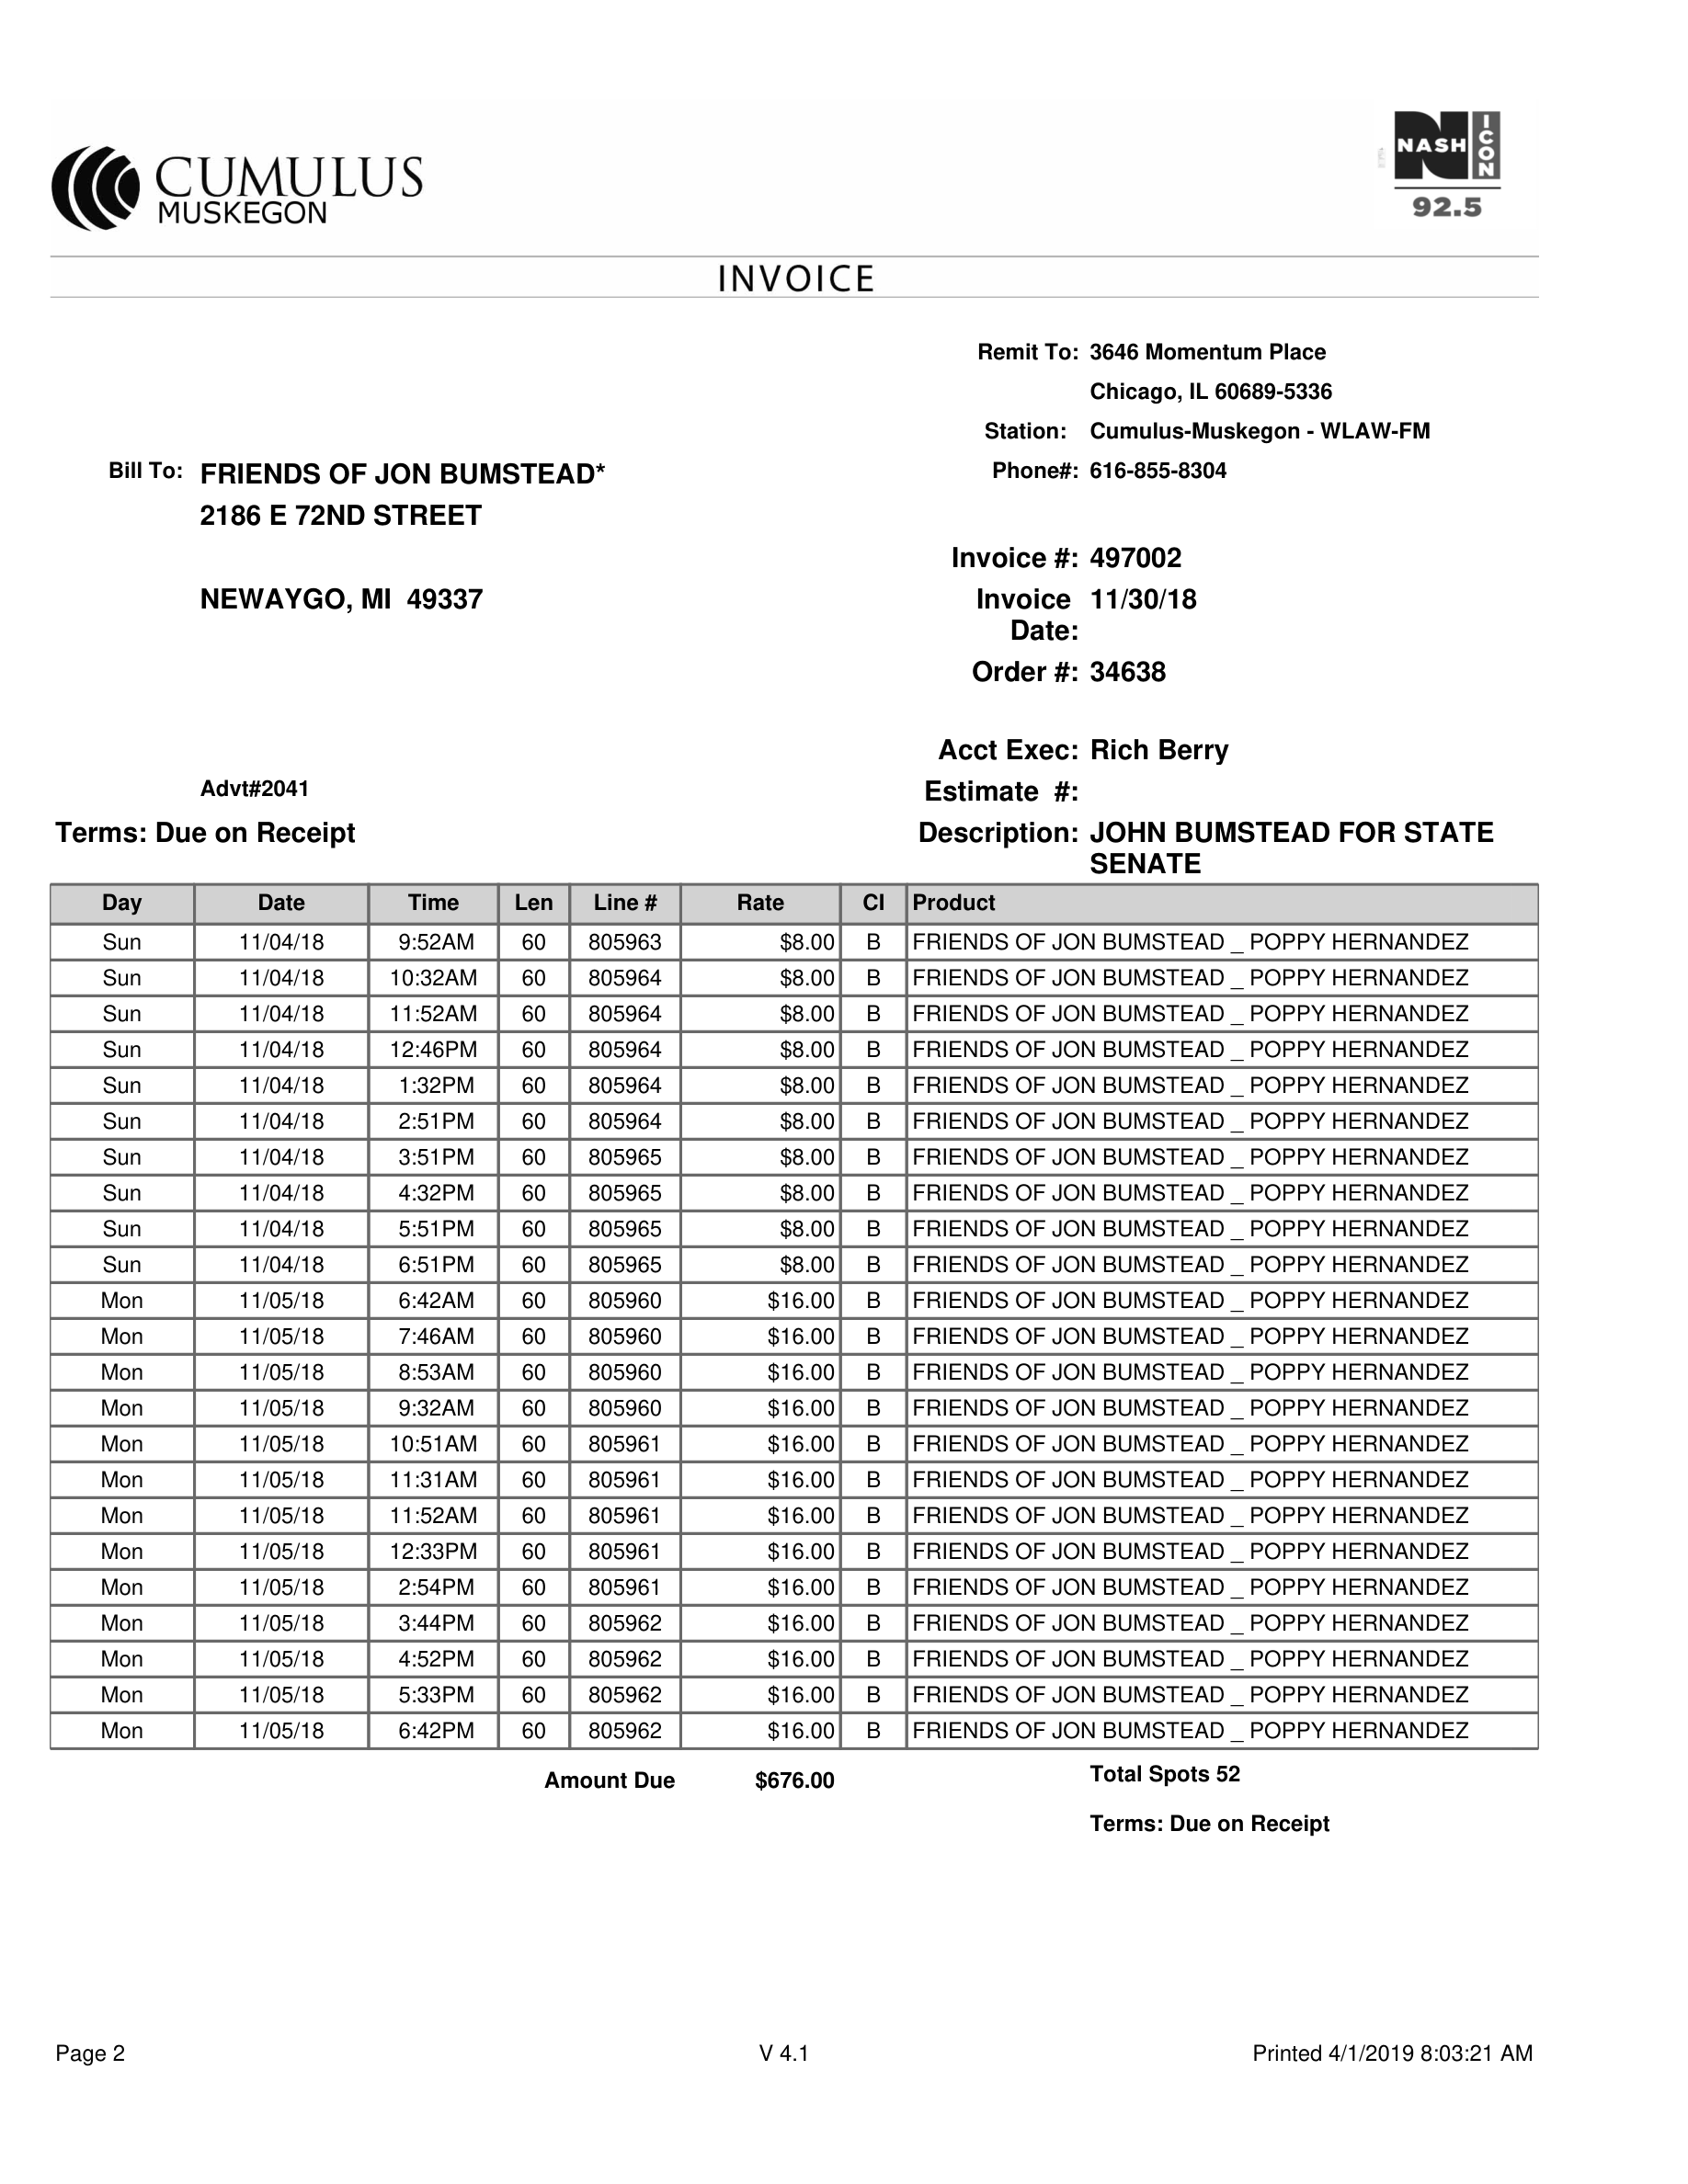 CUMULUS
MUSKEGON
NASH ICON
92.5
INVOICE
Remit To: 3646 Momentum Place
Chicago, IL 60689-5336
Station: Cumulus-Muskegon - WLAW-FM
Bill To: FRIENDS OF JON BUMSTEAD*
Phone#: 616-855-8304
2186 E 72ND STREET
Invoice #: 497002
NEWAYGO, MI 49337
Invoice Date: 11/30/18
Order #: 34638
Acct Exec: Rich Berry
Advt#2041
Estimate #:
Terms: Due on Receipt
Description: JOHN BUMSTEAD FOR STATE
SENATE
Day Date Time Len Line # Rate Cl Product
Sun 11/04/18 9:52AM 60 805963 $8.00 B FRIENDS OF JON BUMSTEAD _ POPPY HERNANDEZ
Sun 11/04/18 10:32AM 60 805964 $8.00 B FRIENDS OF JON BUMSTEAD _ POPPY HERNANDEZ
Sun 11/04/18 11:52AM 60 805964 $8.00 B FRIENDS OF JON BUMSTEAD _ POPPY HERNANDEZ
Sun 11/04/18 12:46PM 60 805964 $8.00 B FRIENDS OF JON BUMSTEAD _ POPPY HERNANDEZ
Sun 11/04/18 1:32PM 60 805964 $8.00 B FRIENDS OF JON BUMSTEAD _ POPPY HERNANDEZ
Sun 11/04/18 2:51PM 60 805964 $8.00 B FRIENDS OF JON BUMSTEAD _ POPPY HERNANDEZ
Sun 11/04/18 3:51PM 60 805965 $8.00 B FRIENDS OF JON BUMSTEAD _ POPPY HERNANDEZ
Sun 11/04/18 4:32PM 60 805965 $8.00 B FRIENDS OF JON BUMSTEAD _ POPPY HERNANDEZ
Sun 11/04/18 5:51PM 60 805965 $8.00 B FRIENDS OF JON BUMSTEAD _ POPPY HERNANDEZ
Sun 11/04/18 6:51PM 60 805965 $8.00 B FRIENDS OF JON BUMSTEAD _ POPPY HERNANDEZ
Mon 11/05/18 6:42AM 60 805960 $16.00 B FRIENDS OF JON BUMSTEAD _ POPPY HERNANDEZ
Mon 11/05/18 7:46AM 60 805960 $16.00 B FRIENDS OF JON BUMSTEAD _ POPPY HERNANDEZ
Mon 11/05/18 8:53AM 60 805960 $16.00 B FRIENDS OF JON BUMSTEAD _ POPPY HERNANDEZ
Mon 11/05/18 9:32AM 60 805960 $16.00 B FRIENDS OF JON BUMSTEAD _ POPPY HERNANDEZ
Mon 11/05/18 10:51AM 60 805961 $16.00 B FRIENDS OF JON BUMSTEAD _ POPPY HERNANDEZ
Mon 11/05/18 11:31AM 60 805961 $16.00 B FRIENDS OF JON BUMSTEAD _ POPPY HERNANDEZ
Mon 11/05/18 11:52AM 60 805961 $16.00 B FRIENDS OF JON BUMSTEAD _ POPPY HERNANDEZ
Mon 11/05/18 12:33PM 60 805961 $16.00 B FRIENDS OF JON BUMSTEAD _ POPPY HERNANDEZ
Mon 11/05/18 2:54PM 60 805961 $16.00 B FRIENDS OF JON BUMSTEAD _ POPPY HERNANDEZ
Mon 11/05/18 3:44PM 60 805962 $16.00 B FRIENDS OF JON BUMSTEAD _ POPPY HERNANDEZ
Mon 11/05/18 4:52PM 60 805962 $16.00 B FRIENDS OF JON BUMSTEAD _ POPPY HERNANDEZ
Mon 11/05/18 5:33PM 60 805962 $16.00 B FRIENDS OF JON BUMSTEAD _ POPPY HERNANDEZ
Mon 11/05/18 6:42PM 60 805962 $16.00 B FRIENDS OF JON BUMSTEAD _ POPPY HERNANDEZ
Amount Due $676.00 Total Spots 52
Terms: Due on Receipt
Page 2 V 4.1 Printed 4/1/2019 8:03:21 AM